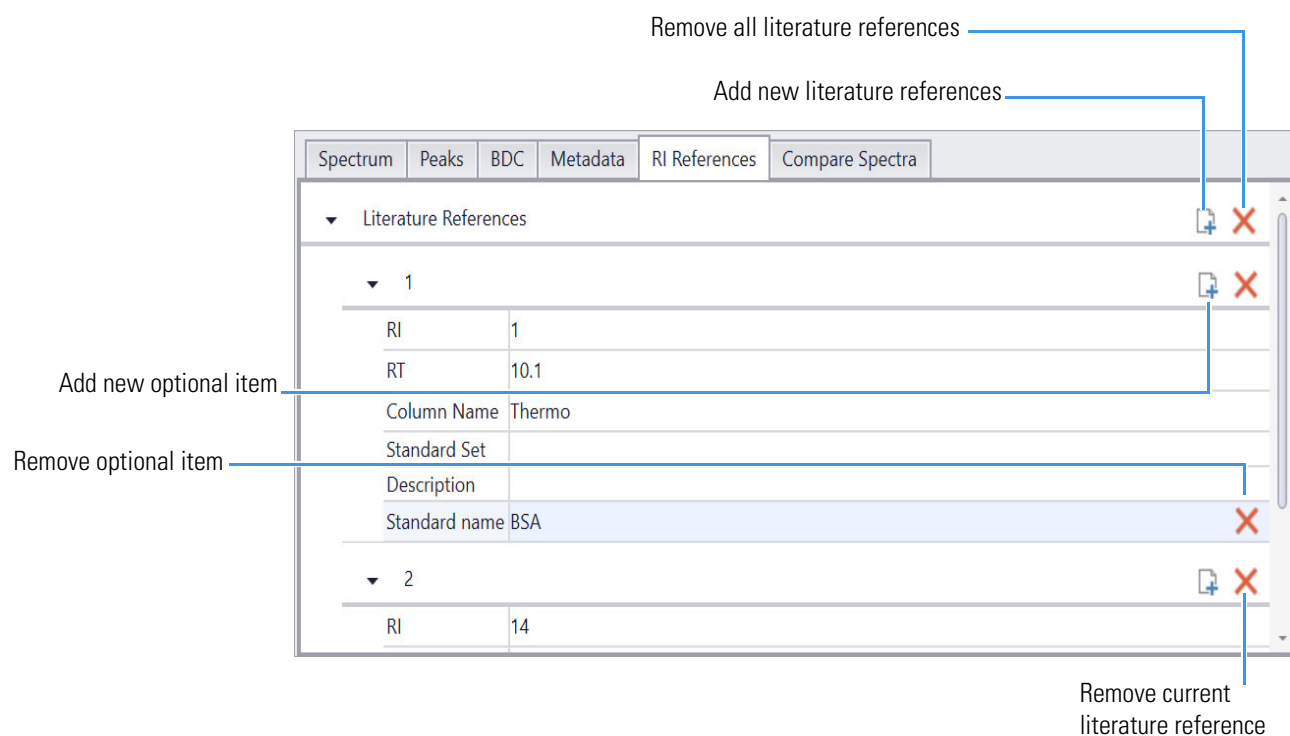 Remove all literature references
Add new literature references
Spectrum Peaks BDC Metadata RI References Compare Spectra
Literature References
1
RI 1
RT 10.1
Add new optional item
Column Name Thermo
Standard Set
Remove optional item
Description
Standard name BSA
2
RI 14
Remove current
literature reference